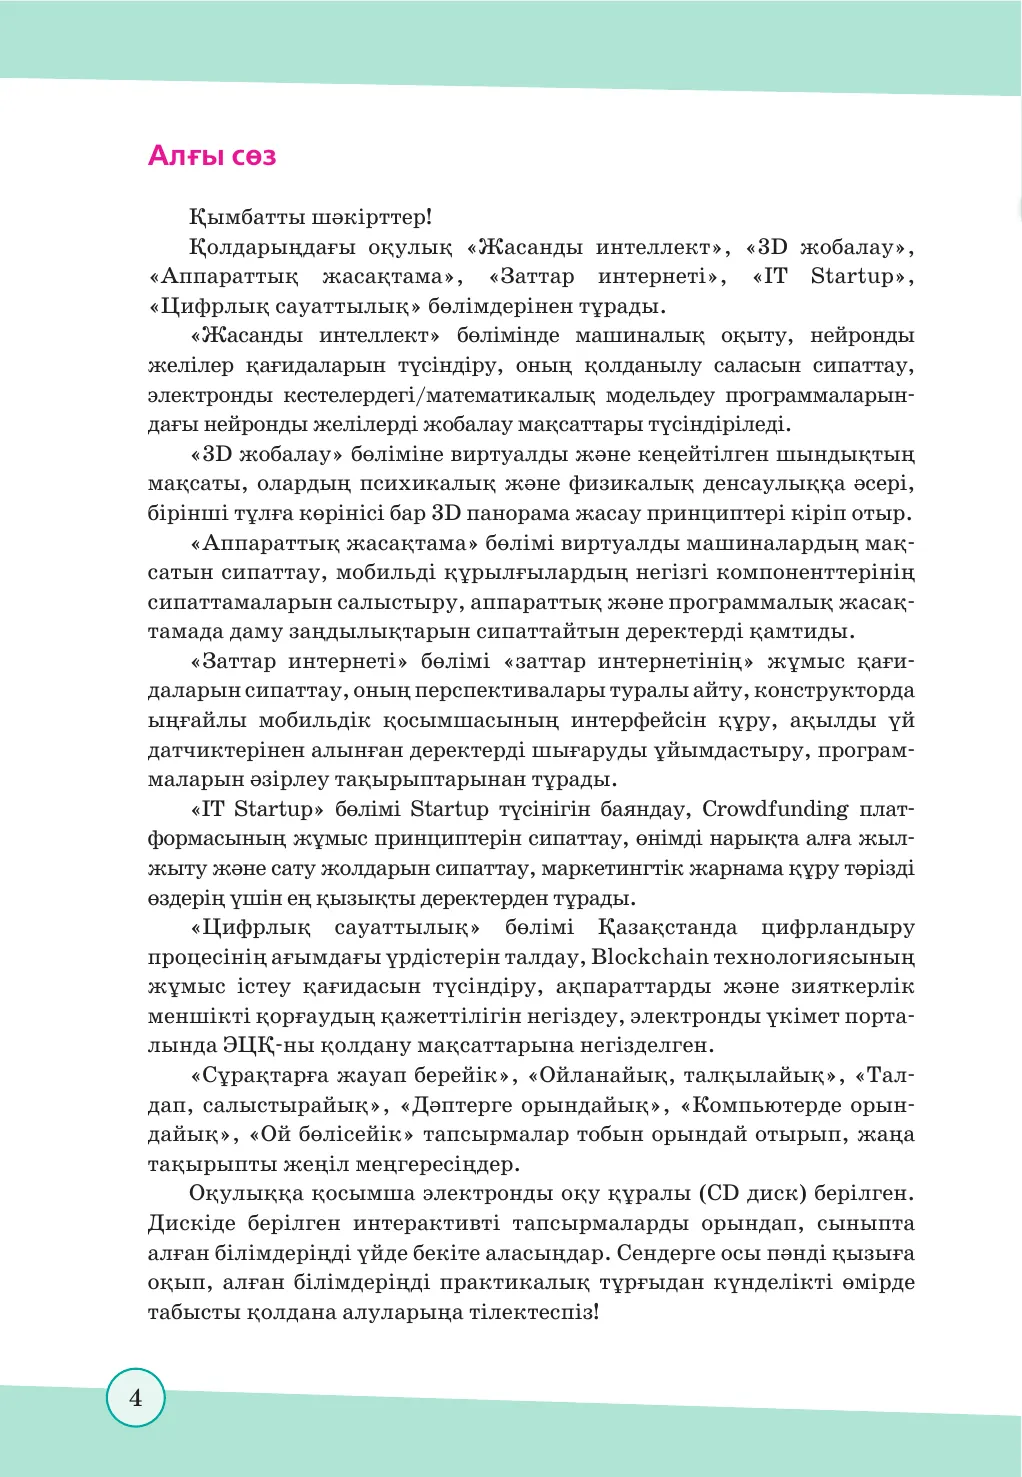 Алғы сөз
Қымбатты шәкірттер!
Қолдарыңдағы оқулық «Жасанды интеллект», «3D жобалау»,
«Аппараттық жасақтама», «Заттар интернеті», «IT Startup»,
«Цифрлық сауаттылық» бөлімдерінен тұрады.
«Жасанды интеллект» бөлімінде машиналық оқыту, нейронды
желілер қағидаларын түсіндіру, оның қолданылу саласын сипаттау,
электронды кестелердегі/математикалық модельдеу программаларын-
дағы нейронды желілерді жобалау мақсаттары түсіндіріледі.
«3D жобалау» бөліміне виртуалды және кеңейтілген шындықтың
мақсаты, олардың психикалық және физикалық денсаулыққа әсері,
бірінші тұлға көрінісі бар 3D панорама жасау принциптері кіріп отыр.
«Аппараттық жасақтама» бөлімі виртуалды машиналардың мақ-
сатын сипаттау, мобильді құрылғылардың негізгі компоненттерінің
сипаттамаларын салыстыру, аппараттық және программалық жасақ-
тамада даму заңдылықтарын сипаттайтын деректерді қамтиды.
«Заттар интернеті» бөлімі «заттар интернетінің» жұмыс қаги-
даларын сипаттау, оның перспективалары туралы айту, конструкторда
ыңғайлы мобильдік қосымшасының интерфейсін құру, ақылды үй
датчиктерінен алынған деректерді шығаруды ұйымдастыру, програм-
маларын әзірлеу тақырыптарынан тұрады.
«IT Startup» бөлімі Startup түсінігін баяндау, Crowdfunding плат-
формасының жұмыс принциптерін сипаттау, өнімді нарықта алға жыл-
жыту және сату жолдарын сипаттау, маркетингтік жарнама құру тәрізді
өздерің үшін ең қызықты деректерден тұрады.
«Цифрлық сауаттылық» бөлімі Қазақстанда цифрландыру
процесінің ағымдағы үрдістерін талдау, Blockchain технологиясының
жұмыс істеу қағидасын түсіндіру, ақпараттарды және зияткерлік
меншікті қорғаудың қажеттілігін негіздеу, электронды үкімет порта-
лында ЭЦҚ-ны қолдану мақсаттарына негізделген.
«Сұрақтарға жауап берейік», «Ойланайық, талқылайық», «Тал-
дап, салыстырайық», «Дәптерге орындайық», «Компьютерде орын-
дайық», «Ой бөлісейік» тапсырмалар тобын орындай отырып, жаңа
тақырыпты жеңіл меңгересіңдер.
Оқулыққа қосымша электронды оқу құралы (CD диск) берілген.
Дискіде берілген интерактивті тапсырмаларды орындап, сыныпта
алған білімдеріңді үйде бекіте аласыңдар. Сендерге осы пәнді қызыға
оқып, алған білімдеріңді практикалық тұрғыдан күнделікті өмірде
табысты қолдана алуларыңа тілектеспіз!
4